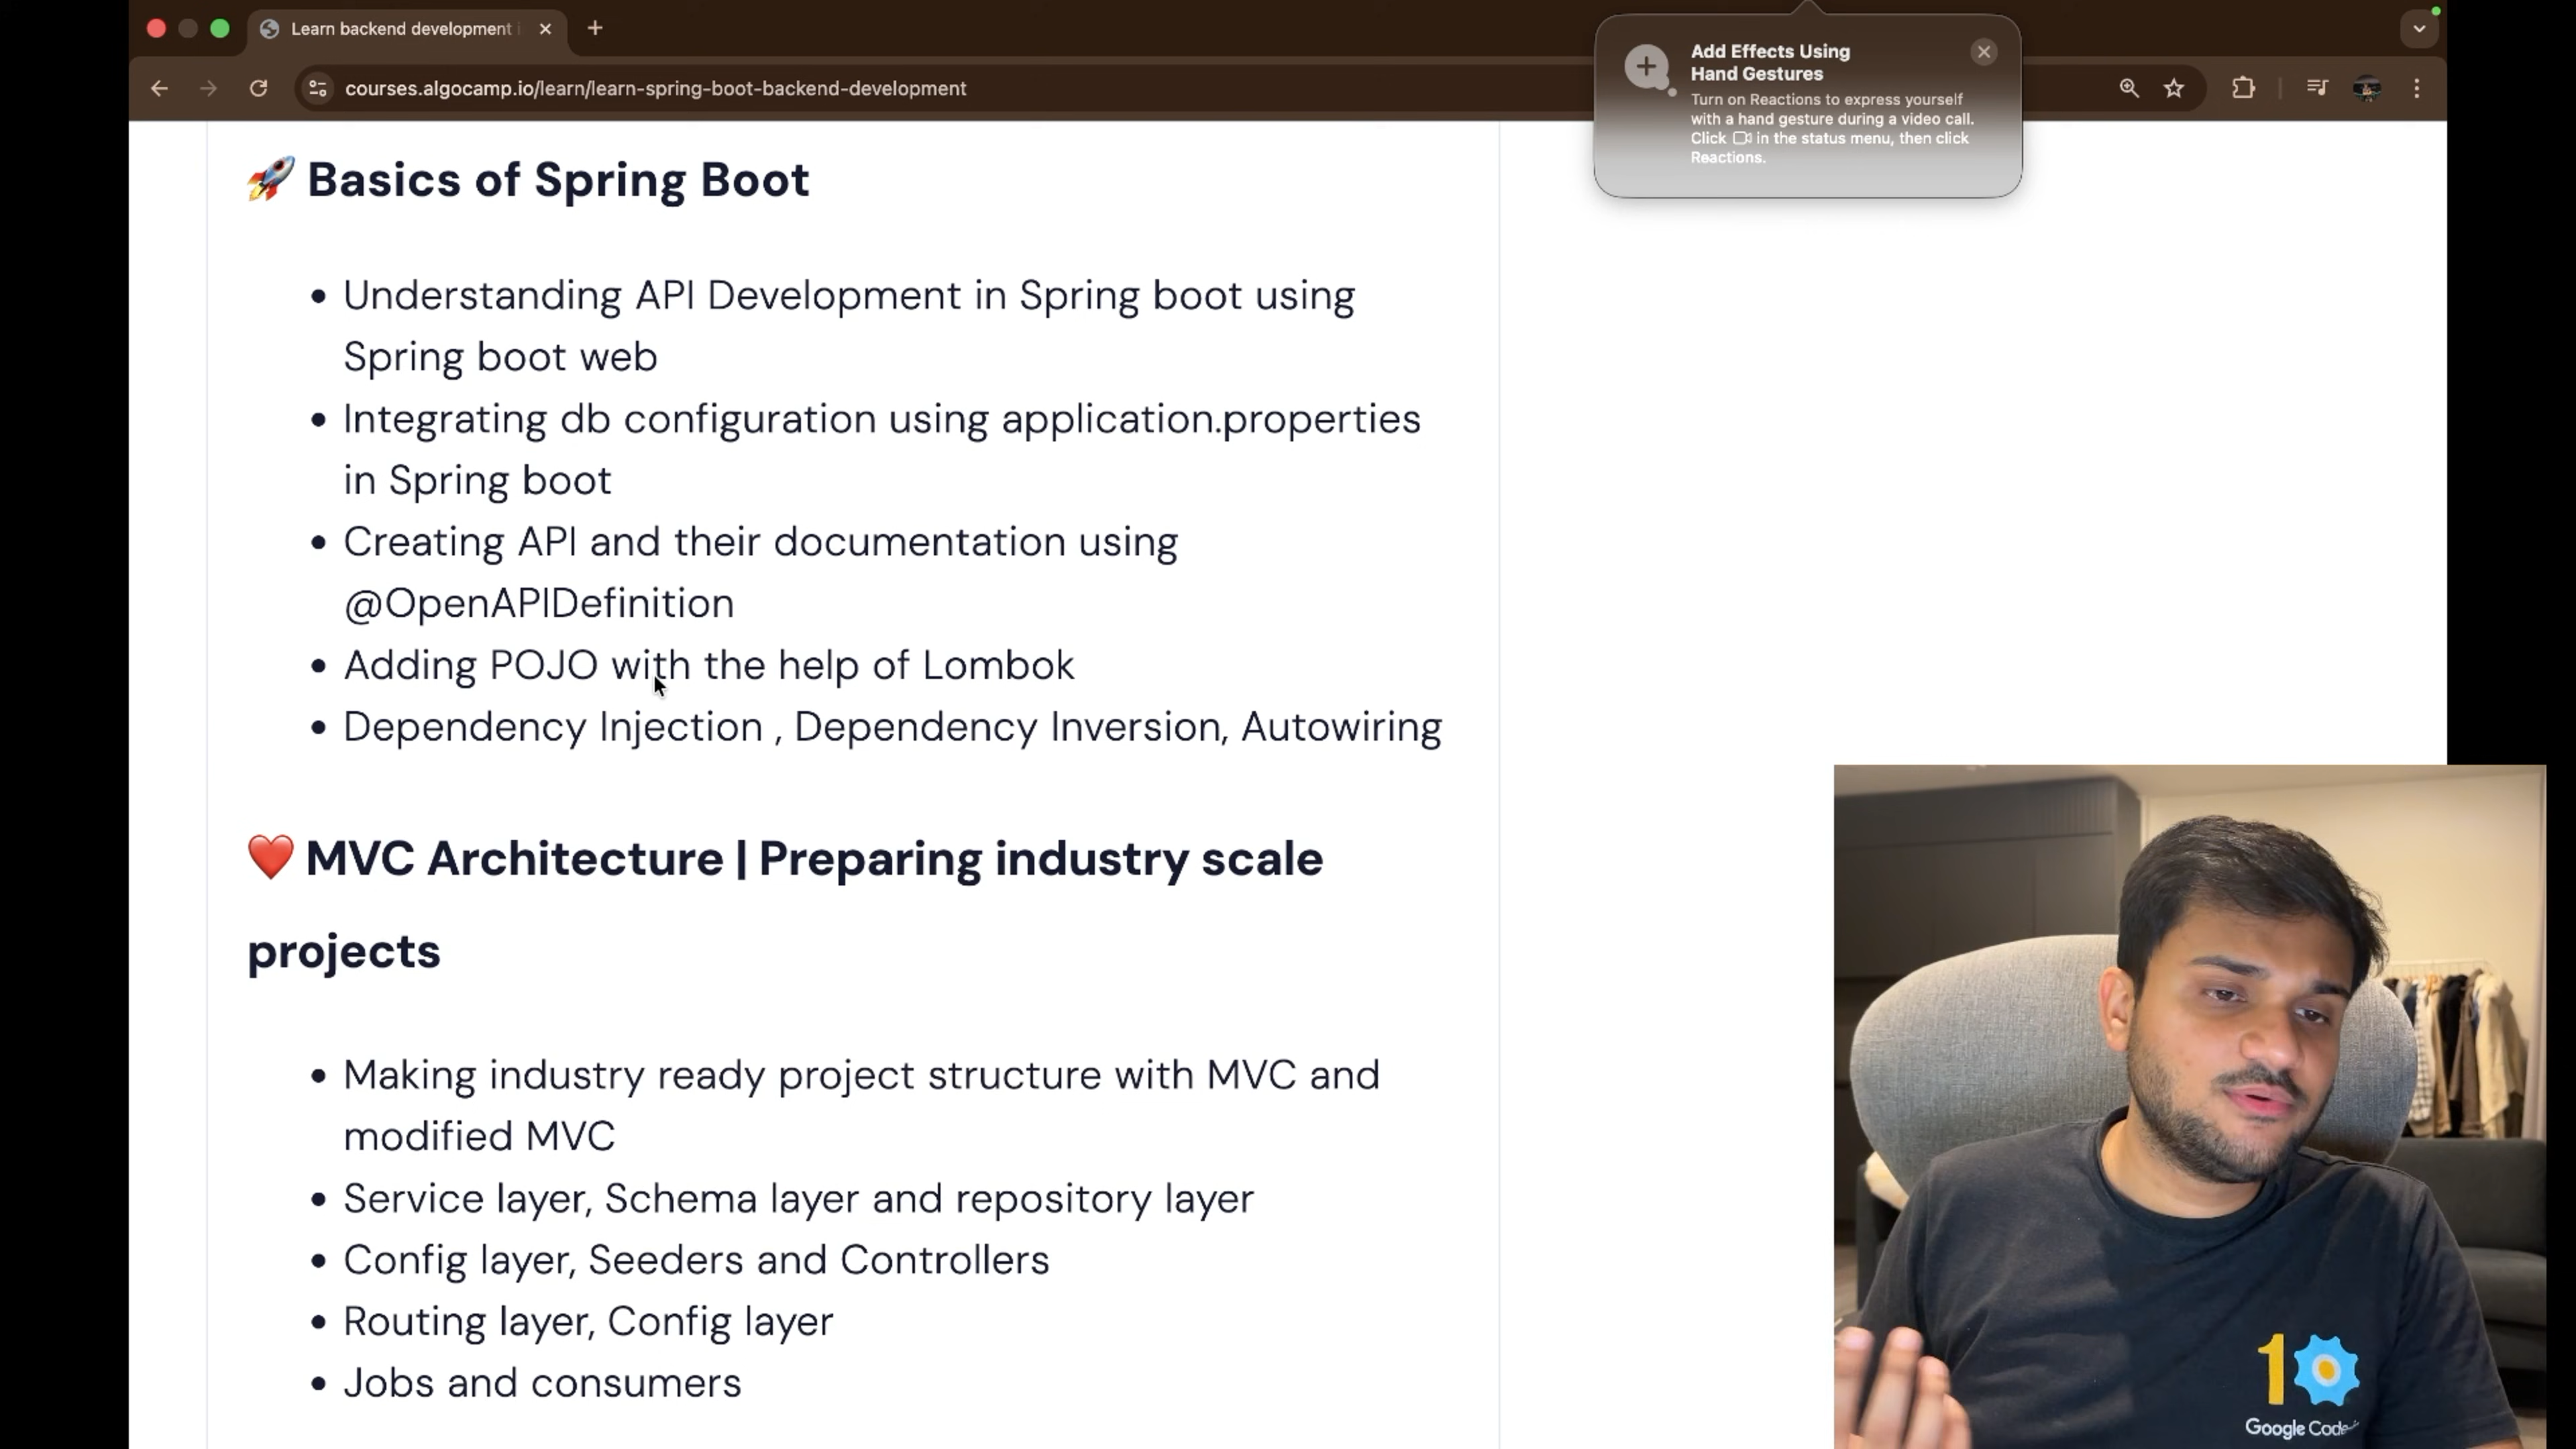 Learn backend development i
Add Effects Using
Hand Gestures
Turn on Reactions to express yourself
with a hand gesture during a video call.
Click in the status menu, then click
Reactions.
courses.algocamp.io/learn/learn-spring-boot-backend-development
🚀 Basics of Spring Boot
• Understanding API Development in Spring boot using
Spring boot web
• Integrating db configuration using application.properties
in Spring boot
• Creating API and their documentation using
@OpenAPIDefinition
• Adding POJO with the help of Lombok
• Dependency Injection , Dependency Inversion, Autowiring
❤️ MVC Architecture | Preparing industry scale
projects
• Making industry ready project structure with MVC and
modified MVC
• Service layer, Schema layer and repository layer
• Config layer, Seeders and Controllers
• Routing layer, Config layer
• Jobs and consumers
10
Google Code